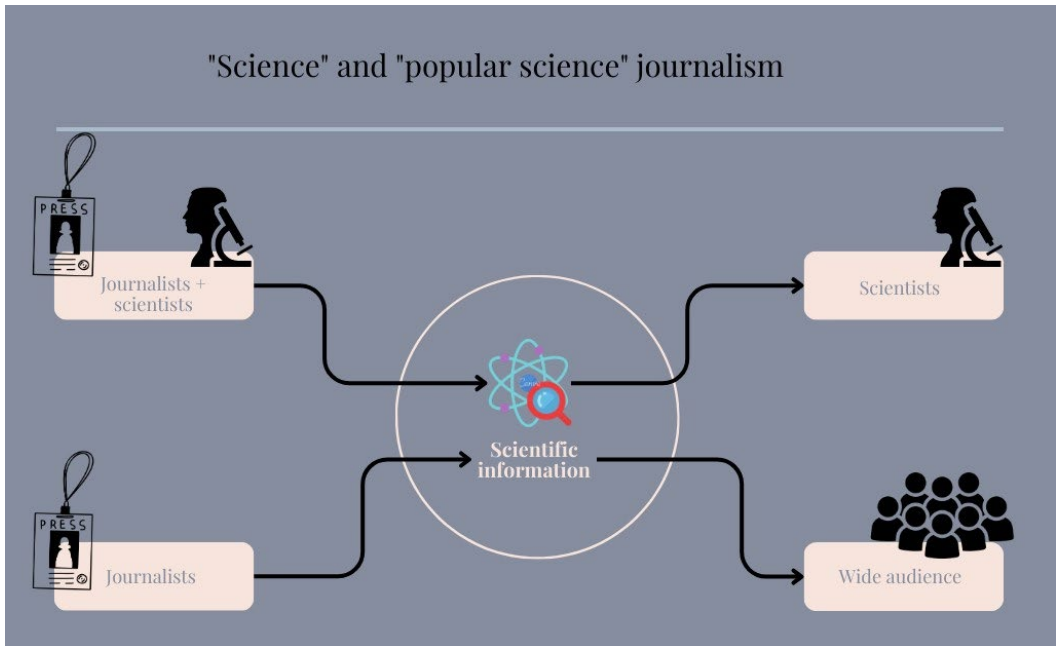 "Science" and "popular science" journalism
PRESS
Journalists +
scientists
Scientists
Scientific
information
PRESS
Journalists
Wide audience